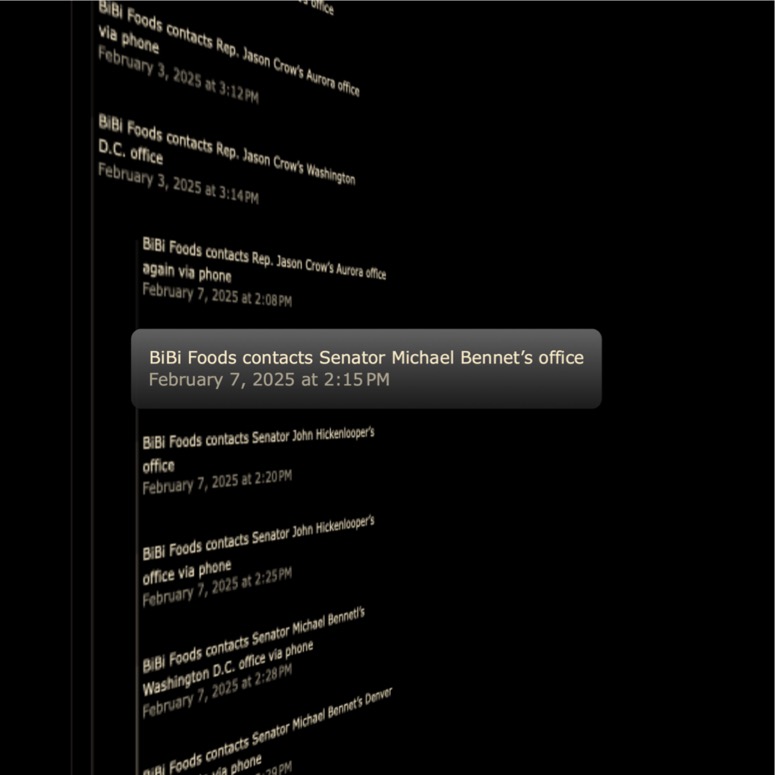 office
BiBi Foods contacts Rep. Jason Crow's Aurora office
via phone
February 3, 2025 at 3:12 PM
BiBi Foods contacts Rep. Jason Crow's Washington
D.C. office
February 3, 2025 at 3:14 PM
BiBi Foods contacts Rep. Jason Crow's Aurora office
again via phone
February 7, 2025 at 2:08 PM
BiBi Foods contacts Senator Michael Bennet’s office
February 7, 2025 at 2:15 PM
BiBi Foods contacts Senator John Hickenlooper's
office
February 7, 2025 at 2:20 PM
BiBi Foods contacts Senator John Hickenlooper's
office via phone
February 7, 2025 at 2:25 PM
BiBi Foods contacts Senator Michael Bennet's
Washington D.C. office via phone
February 7, 2025 at 2:28 PM
BiBi Foods contacts Senator Michael Bennet's Denver
via phone
PM